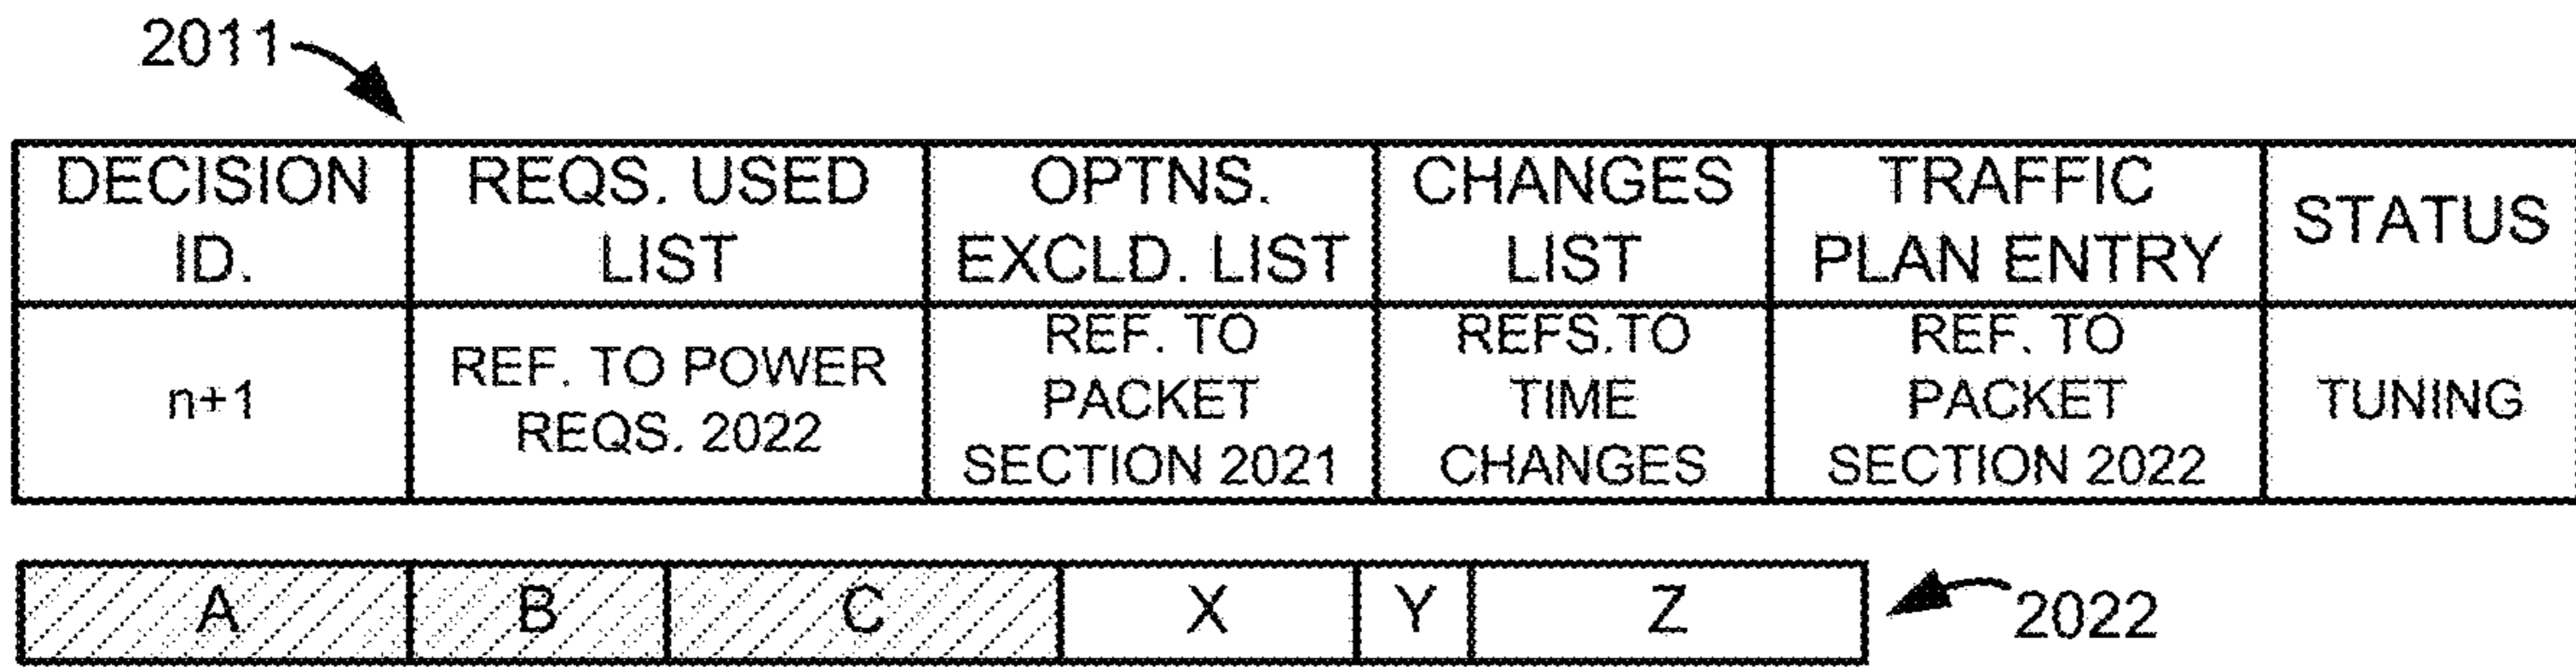 2011
DECISION
ID.
REQS. USED
LIST
OPTNS.
EXCLD. LIST
CHANGES
LIST
TRAFFIC
PLAN ENTRY
STATUS
n+1
REF. TO POWER
REQS. 2022
REF. TO
PACKET
SECTION 2021
REFS.TO
TIME
CHANGES
REF. TO
PACKET
SECTION 2022
TUNING
A B C X Y Z
2022